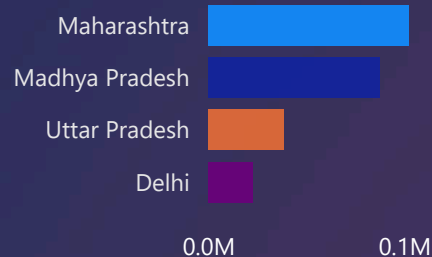 Maharashtra
Madhya Pradesh
Uttar Pradesh
Delhi
0.0M 0.1M